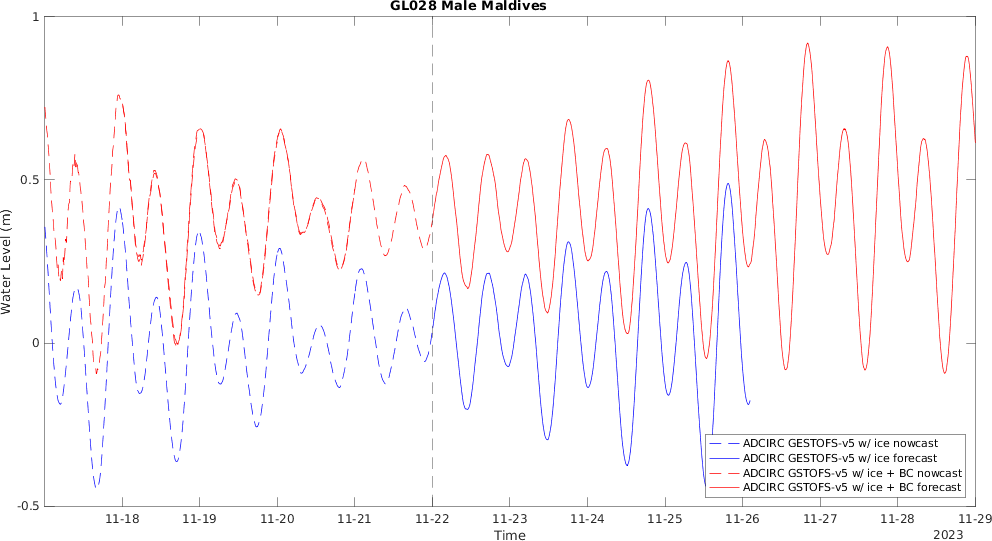 GL028 Male Maldives
1
0.5
0
-0.5
Water Level (m)
ADCIRC GESTOFS-v5 w/ ice nowcast
ADCIRC GESTOFS-v5 w/ ice forecast
ADCIRC GSTOFS-v5 w/ ice + BC nowcast
ADCIRC GSTOFS-v5 w/ ice + BC forecast
11-18 11-19 11-20 11-21 11-22 11-23 11-24 11-25 11-26 11-27 11-28 11-29
Time
2023